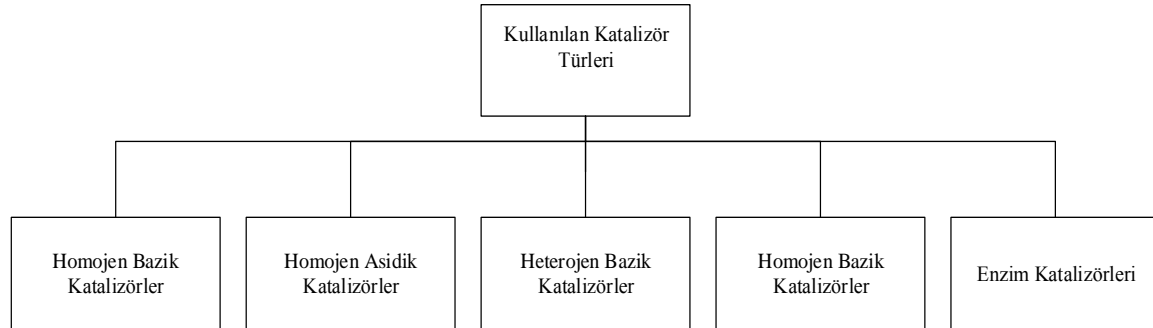 Kullanılan Katalizör
Türleri
Homojen Bazik
Katalizörler
Homojen Asidik
Katalizörler
Heterojen Bazik
Katalizörler
Homojen Bazik
Katalizörler
Enzim Katalizörleri